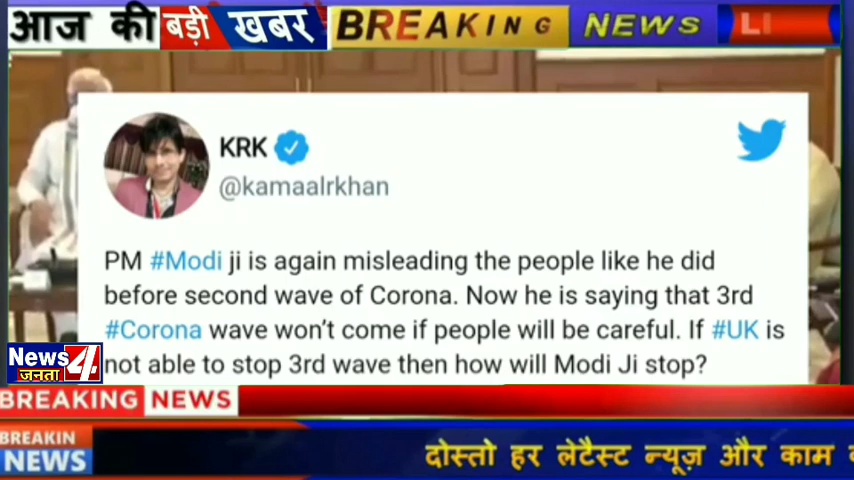 आज की बड़ी खबर BREAKING NEWS LI
KRK
@kamaalrkhan
PM #Modi ji is again misleading the people like he did
before second wave of Corona. Now he is saying that 3rd
#Corona wave won't come if people will be careful. If #UK is
not able to stop 3rd wave then how will Modi Ji stop?
News 4
जनता
BREAKING NEWS
BREAKIN
NEWS
दोस्तो हर लेटैस्ट न्यूज़ और काम